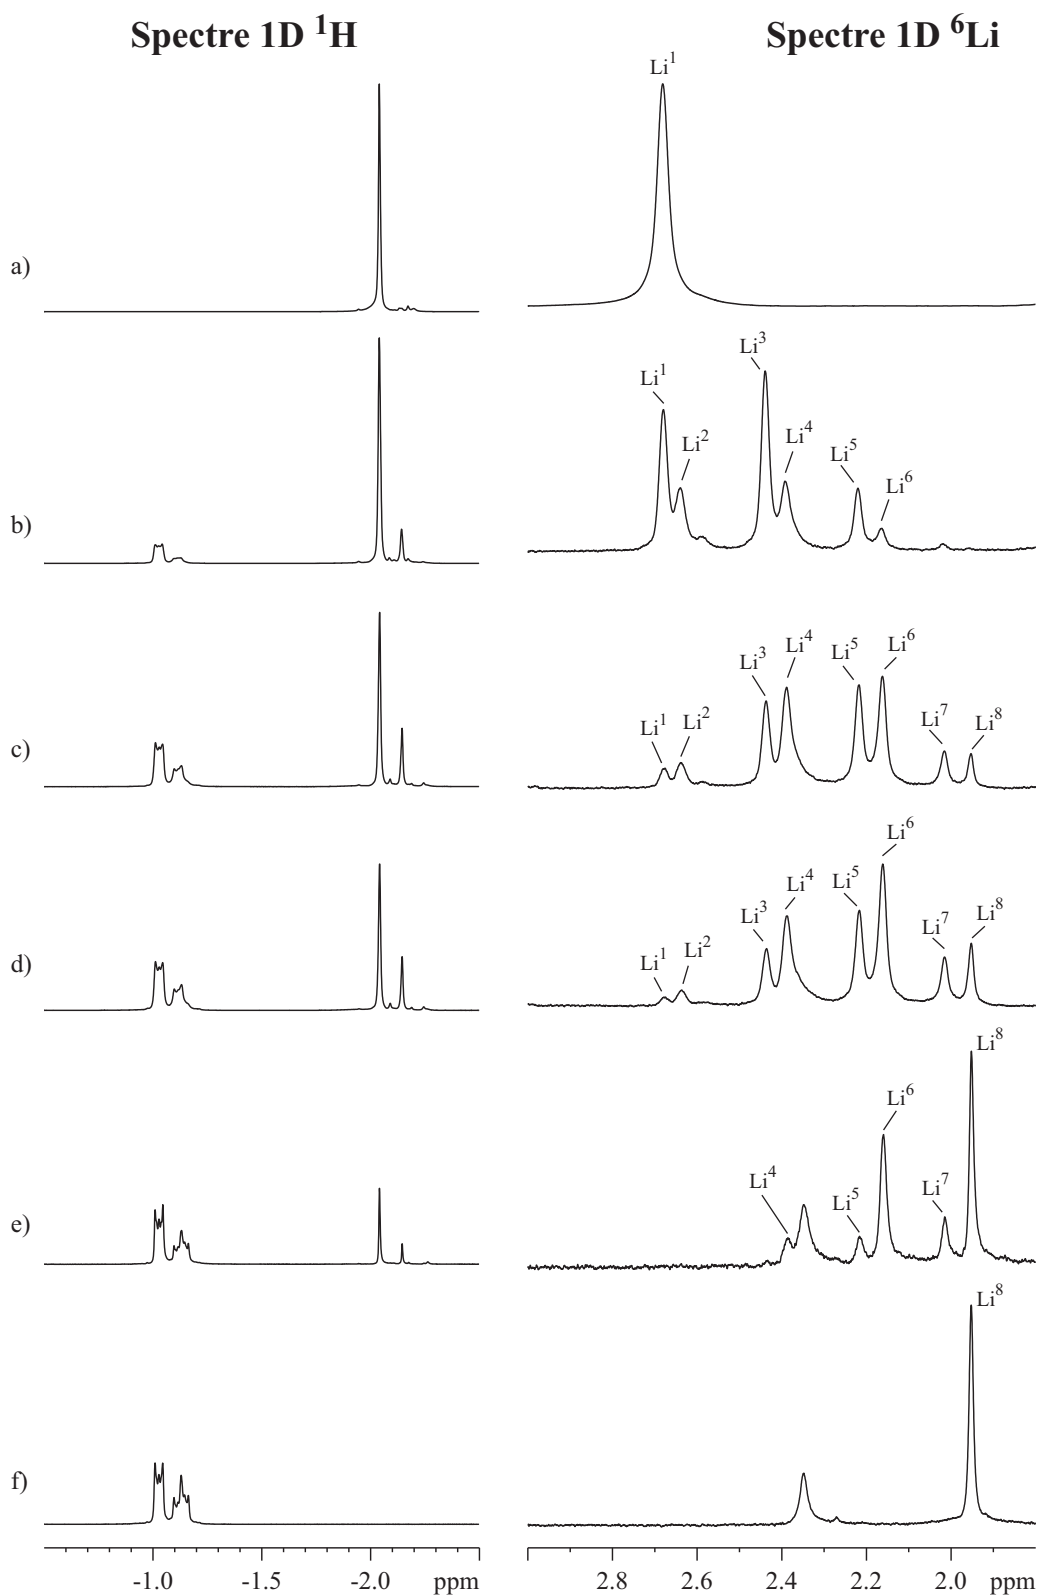 Spectre 1D ¹H Spectre 1D ⁶Li
Li¹
a)
Li³
Li¹
Li⁴
Li²
Li⁵
Li⁶
b)
Li⁴ Li⁶
Li³ Li⁵
Li¹ Li² Li⁷ Li⁸
c)
Li⁶
Li⁴ Li⁵
Li³ Li⁷ Li⁸
Li¹ Li²
d)
Li⁸
Li⁶
Li⁴
Li⁵ Li⁷
e)
Li⁸
f)
-1.0 -1.5 -2.0 ppm 2.8 2.6 2.4 2.2 2.0 ppm